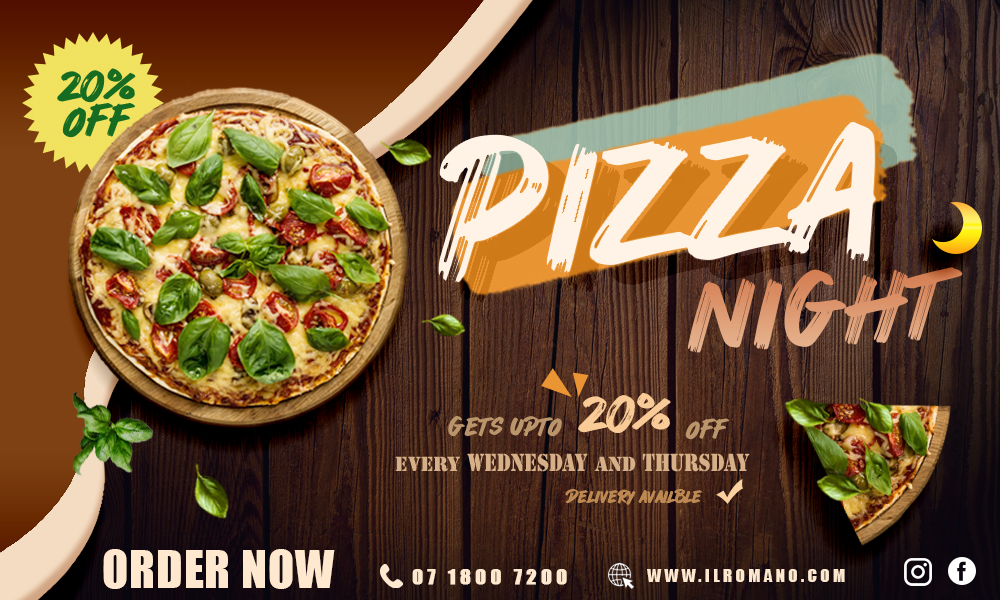 20%
OFF
PIZZA
NIGHT
GETS UPTO 20% OFF
EVERY WEDNESDAY AND THURSDAY
DELIVERY AVAILBLE
ORDER NOW
07 1800 7200
WWW.ILROMANO.COM